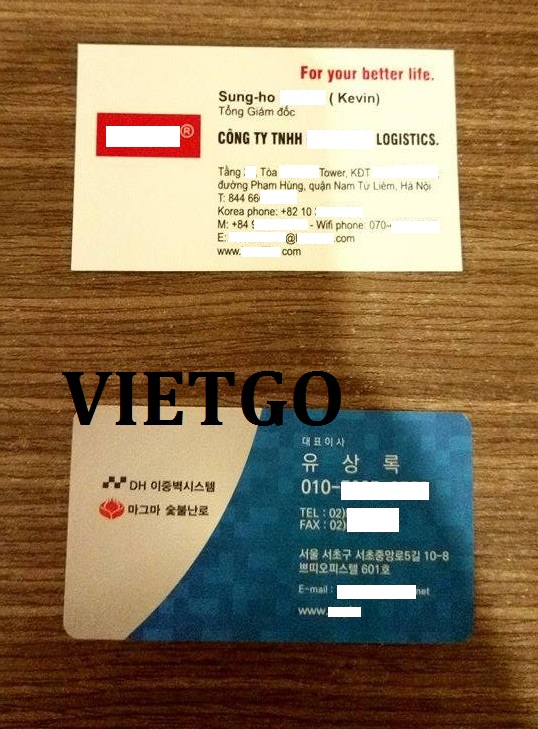 For your better life.
Sung-ho ( Kevin)
Tổng Giám đốc
®
CÔNG TY TNHH LOGISTICS.
Tầng , Tòa Tower, KĐT
đường Phạm Hùng, quận Nam Từ Liêm, Hà Nội
T: 844 66
Korea phone: +82 10
M: +84 9 - Wifi phone: 070-
E: @ .com
www. com
VIETGO
대표이사
유 상 록
010-
TEL : 02)
FAX : 02)
DH 이중벽시스템
마그마 숯불난로
서울 서초구 서초중앙로5길 10-8
쁘띠오피스텔 601호
E-mail : net
www.